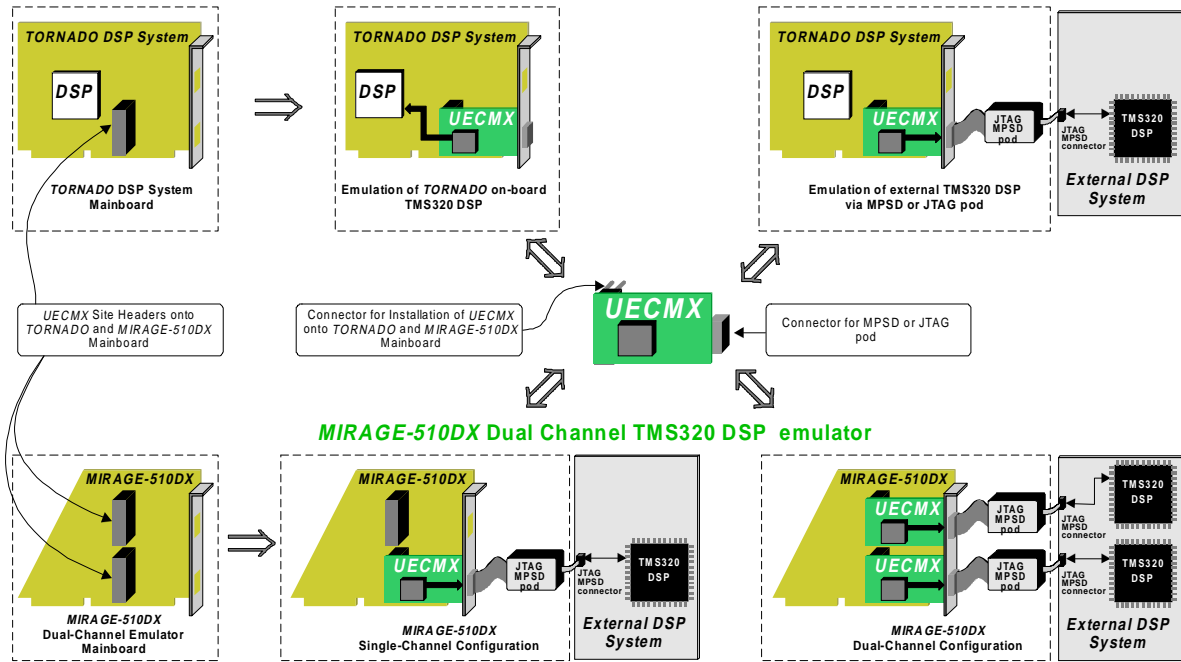 TORNADO DSP System
DSP
TORNADO DSP System
Mainboard
TORNADO DSP System
DSP
UECMX
Emulation of TORNADO on-board
TMS320 DSP
TORNADO DSP System
DSP
UECMX
JTAG
MPSD
pod
JTAG
MPSD
connector
TMS320
DSP
External DSP
System
Emulation of external TMS320 DSP
via MPSD or JTAG pod
UECMX Site Headers onto
TORNADO and MIRAGE-510DX
Mainboard
Connector for Installation of UECMX
onto TORNADO and MIRAGE-510DX
Mainboard
UECMX
Connector for MPSD or JTAG
pod
MIRAGE-510DX Dual Channel TMS320 DSP emulator
MIRAGE-510DX
MIRAGE-510DX
Dual-Channel Emulator
Mainboard
MIRAGE-510DX
UECMX
JTAG
MPSD
pod
JTAG
MPSD
connector
TMS320
DSP
External DSP
System
MIRAGE-510DX
Single-Channel Configuration
MIRAGE-510DX
UECMX
JTAG
MPSD
pod
JTAG
MPSD
connector
TMS320
DSP
UECMX
JTAG
MPSD
pod
JTAG
MPSD
connector
TMS320
DSP
External DSP
System
MIRAGE-510DX
Dual-Channel Configuration